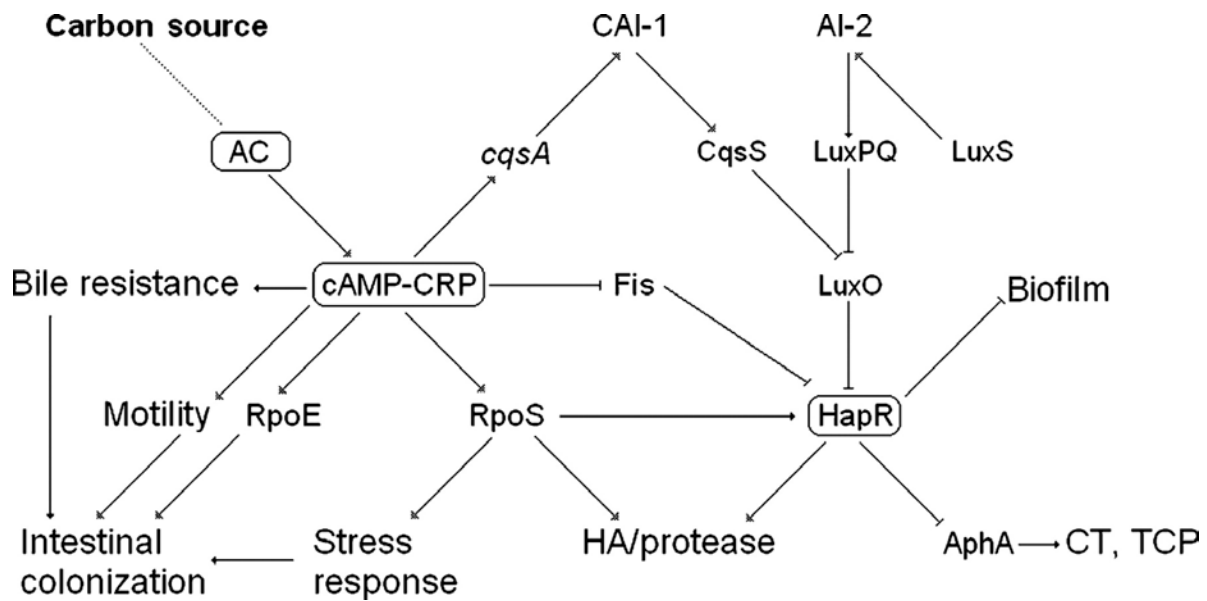 Carbon source
CAI-1
AI-2
AC
cqsA
CqsS
LuxPQ
LuxS
Bile resistance
cAMP-CRP
Fis
LuxO
Biofilm
Motility
RpoE
RpoS
HapR
Intestinal
colonization
Stress
response
HA/protease
AphA
CT, TCP